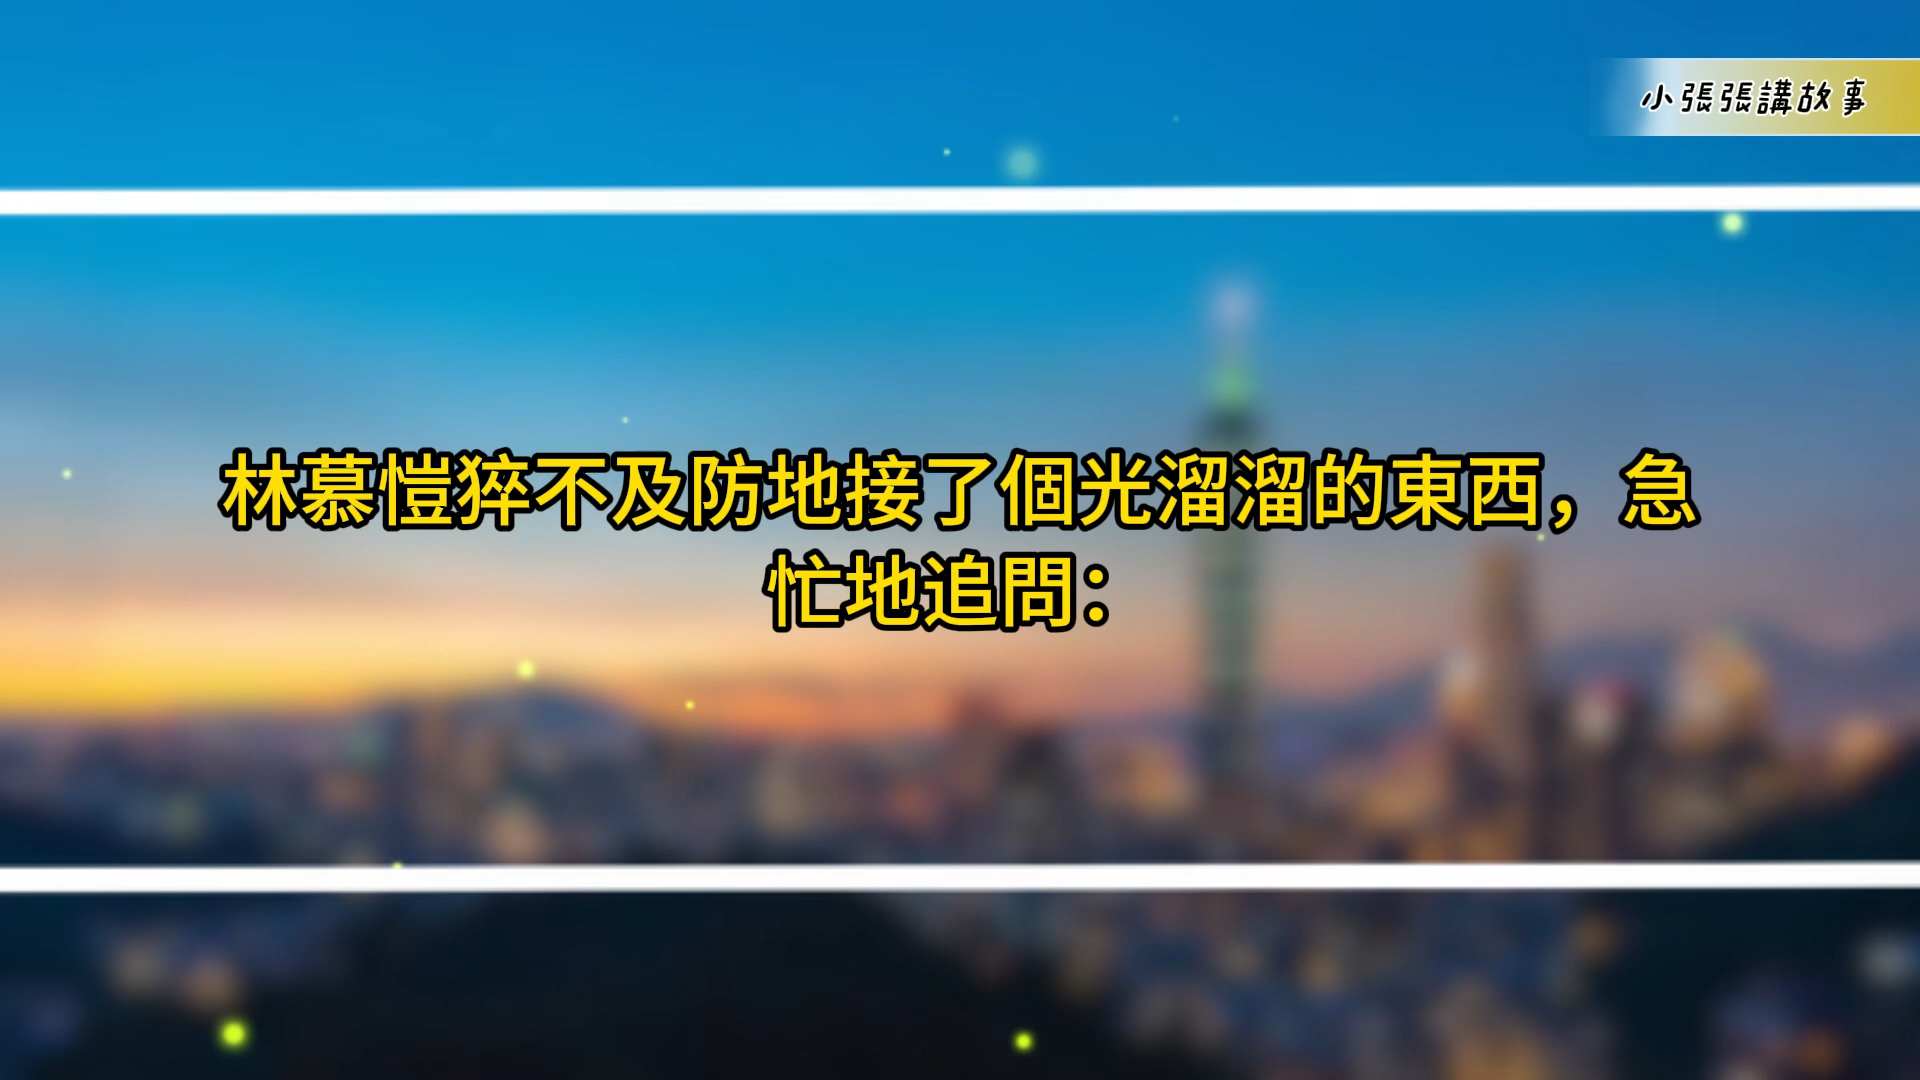 小張張講故事
林慕愷猝不及防地接了個光溜溜的東西，急
忙地追問：